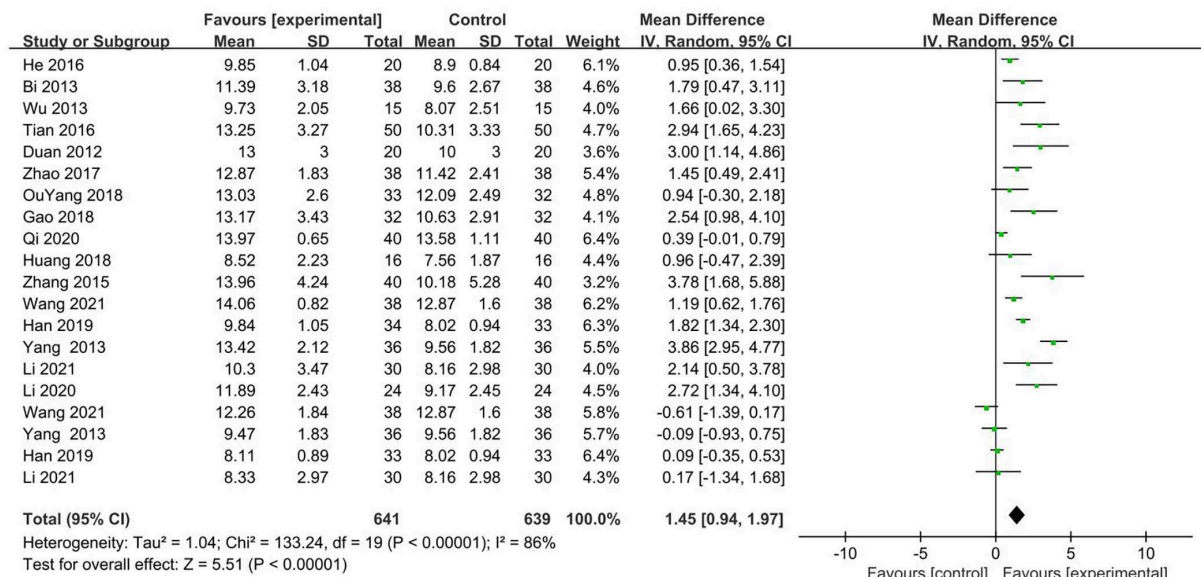 Favours [experimental] Control Mean Difference Mean Difference
Study or Subgroup Mean SD Total Mean SD Total Weight IV, Random, 95% CI IV, Random, 95% CI
He 2016 9.85 1.04 20 8.9 0.84 20 6.1% 0.95 [0.36, 1.54]
Bi 2013 11.39 3.18 38 9.6 2.67 38 4.6% 1.79 [0.47, 3.11]
Wu 2013 9.73 2.05 15 8.07 2.51 15 4.0% 1.66 [0.02, 3.30]
Tian 2016 13.25 3.27 50 10.31 3.33 50 4.7% 2.94 [1.65, 4.23]
Duan 2012 13 3 20 10 3 20 3.6% 3.00 [1.14, 4.86]
Zhao 2017 12.87 1.83 38 11.42 2.41 38 5.4% 1.45 [0.49, 2.41]
OuYang 2018 13.03 2.6 33 12.09 2.49 32 4.8% 0.94 [-0.30, 2.18]
Gao 2018 13.17 3.43 32 10.63 2.91 32 4.1% 2.54 [0.98, 4.10]
Qi 2020 13.97 0.65 40 13.58 1.11 40 6.4% 0.39 [-0.01, 0.79]
Huang 2018 8.52 2.23 16 7.56 1.87 16 4.4% 0.96 [-0.47, 2.39]
Zhang 2015 13.96 4.24 40 10.18 5.28 40 3.2% 3.78 [1.68, 5.88]
Wang 2021 14.06 0.82 38 12.87 1.6 38 6.2% 1.19 [0.62, 1.76]
Han 2019 9.84 1.05 34 8.02 0.94 33 6.3% 1.82 [1.34, 2.30]
Yang 2013 13.42 2.12 36 9.56 1.82 36 5.5% 3.86 [2.95, 4.77]
Li 2021 10.3 3.47 30 8.16 2.98 30 4.0% 2.14 [0.50, 3.78]
Li 2020 11.89 2.43 24 9.17 2.45 24 4.5% 2.72 [1.34, 4.10]
Wang 2021 12.26 1.84 38 12.87 1.6 38 5.8% -0.61 [-1.39, 0.17]
Yang 2013 9.47 1.83 36 9.56 1.82 36 5.7% -0.09 [-0.93, 0.75]
Han 2019 8.11 0.89 33 8.02 0.94 33 6.3% 0.09 [-0.35, 0.53]
Li 2021 8.33 2.97 30 8.16 2.98 30 4.3% 0.17 [-1.34, 1.68]
Total (95% CI) 641 639 100.0% 1.45 [0.94, 1.97]
Heterogeneity: Tau² = 1.04; Chi² = 133.24, df = 19 (P < 0.00001); I² = 86%
Test for overall effect: Z = 5.51 (P < 0.00001)
-10 -5 0 5 10
Favours [control] Favours [experimental]